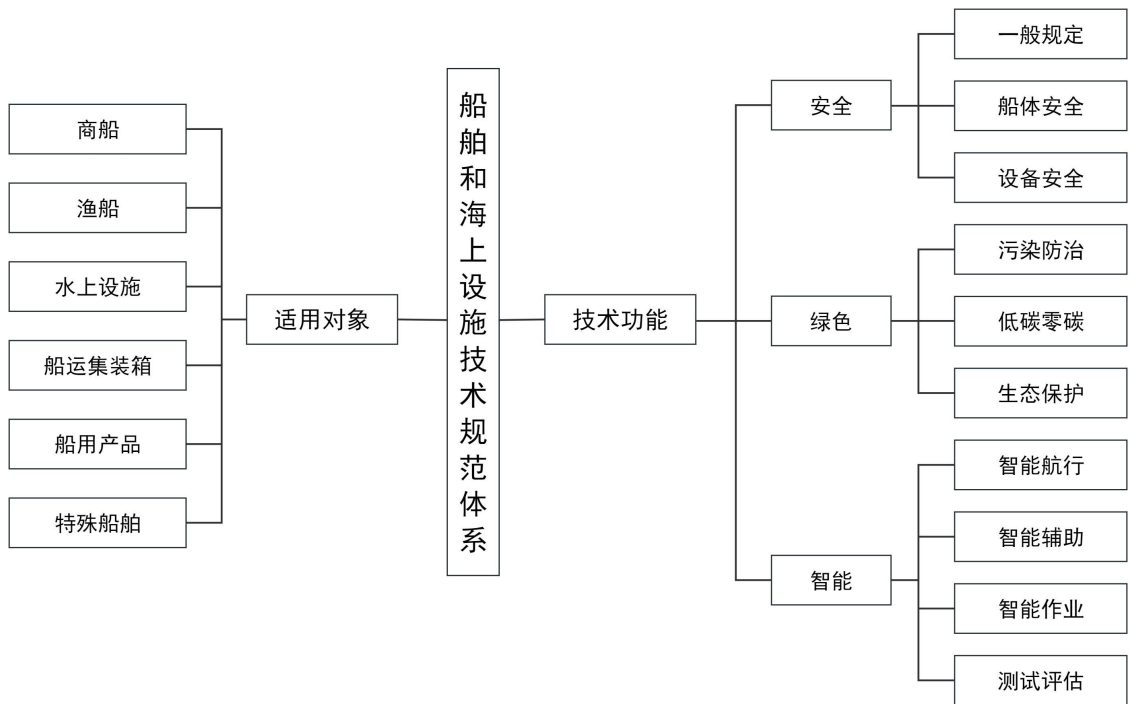 商船
渔船
水上设施
船运集装箱
船用产品
特殊船舶
适用对象
船舶和海上设施技术规范体系
技术功能
安全
一般规定
船体安全
设备安全
绿色
污染防治
低碳零碳
生态保护
智能
智能航行
智能辅助
智能作业
测试评估